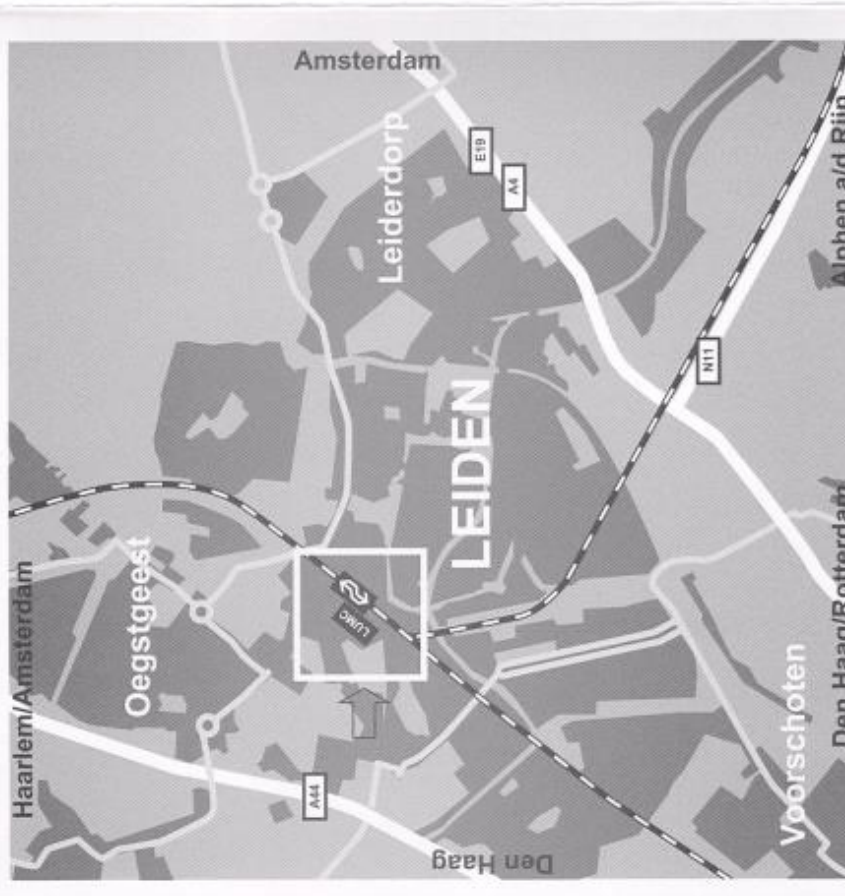 Haarlem/Amsterdam
Amsterdam
Oegstgeest
Leiderdorp
E19
A4
LEIDEN
LUMC
A44
N11
Den Haag
Voorschoten
Den Haag/Rotterdam
Alphen a/d Rijn